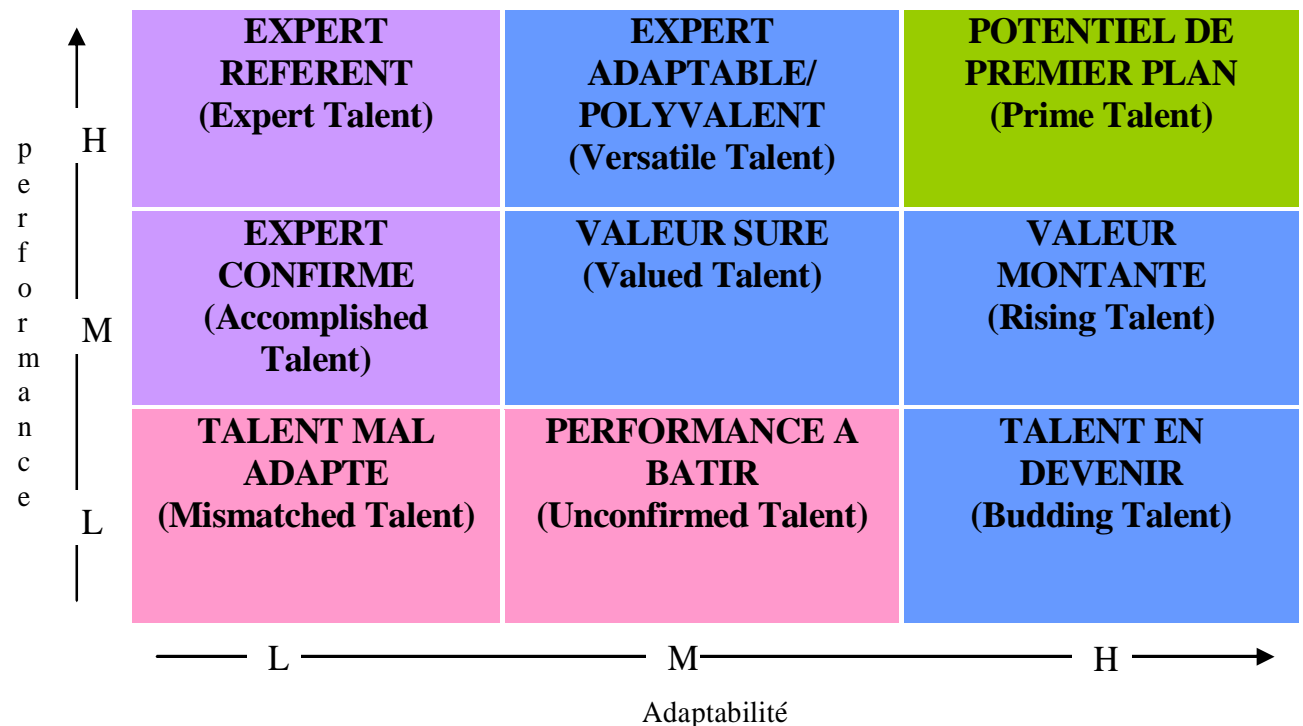 EXPERT
REFERENT
(Expert Talent)
EXPERT
ADAPTABLE/
POLYVALENT
(Versatile Talent)
POTENTIEL DE
PREMIER PLAN
(Prime Talent)
H
EXPERT
CONFIRME
(Accomplished
Talent)
VALEUR SURE
(Valued Talent)
VALEUR
MONTANTE
(Rising Talent)
M
performance
TALENT MAL
ADAPTE
(Mismatched Talent)
PERFORMANCE A
BATIR
(Unconfirmed Talent)
TALENT EN
DEVENIR
(Budding Talent)
L
L M H
Adaptabilité